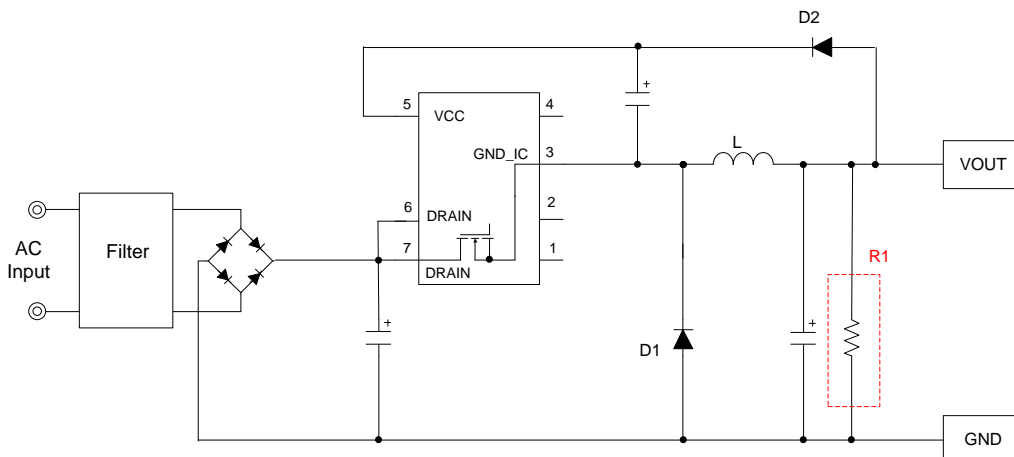 D2
5
VCC
4
+
GND_IC
3
L
VOUT
6
DRAIN
2
AC
Input
Filter
7
DRAIN
1
R1
+
D1
+
GND